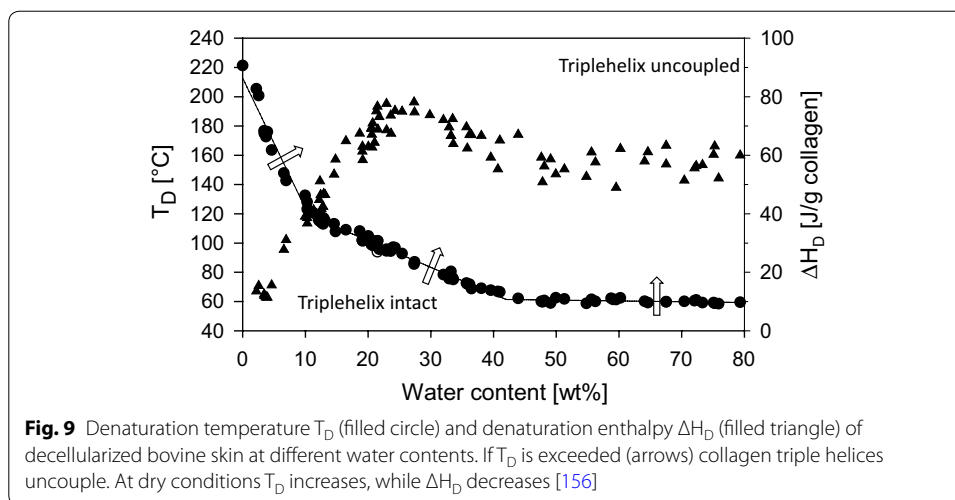 240
220
200
180
160
140
120
100
80
60
40
T_D [°C]
Triplehelix uncoupled
Triplehelix intact
100
80
60
40
20
0
ΔH_D [J/g collagen]
0 10 20 30 40 50 60 70 80
Water content [wt%]
Fig. 9 Denaturation temperature T_D (filled circle) and denaturation enthalpy ΔH_D (filled triangle) of
decellularized bovine skin at different water contents. If T_D is exceeded (arrows) collagen triple helices
uncouple. At dry conditions T_D increases, while ΔH_D decreases [156]